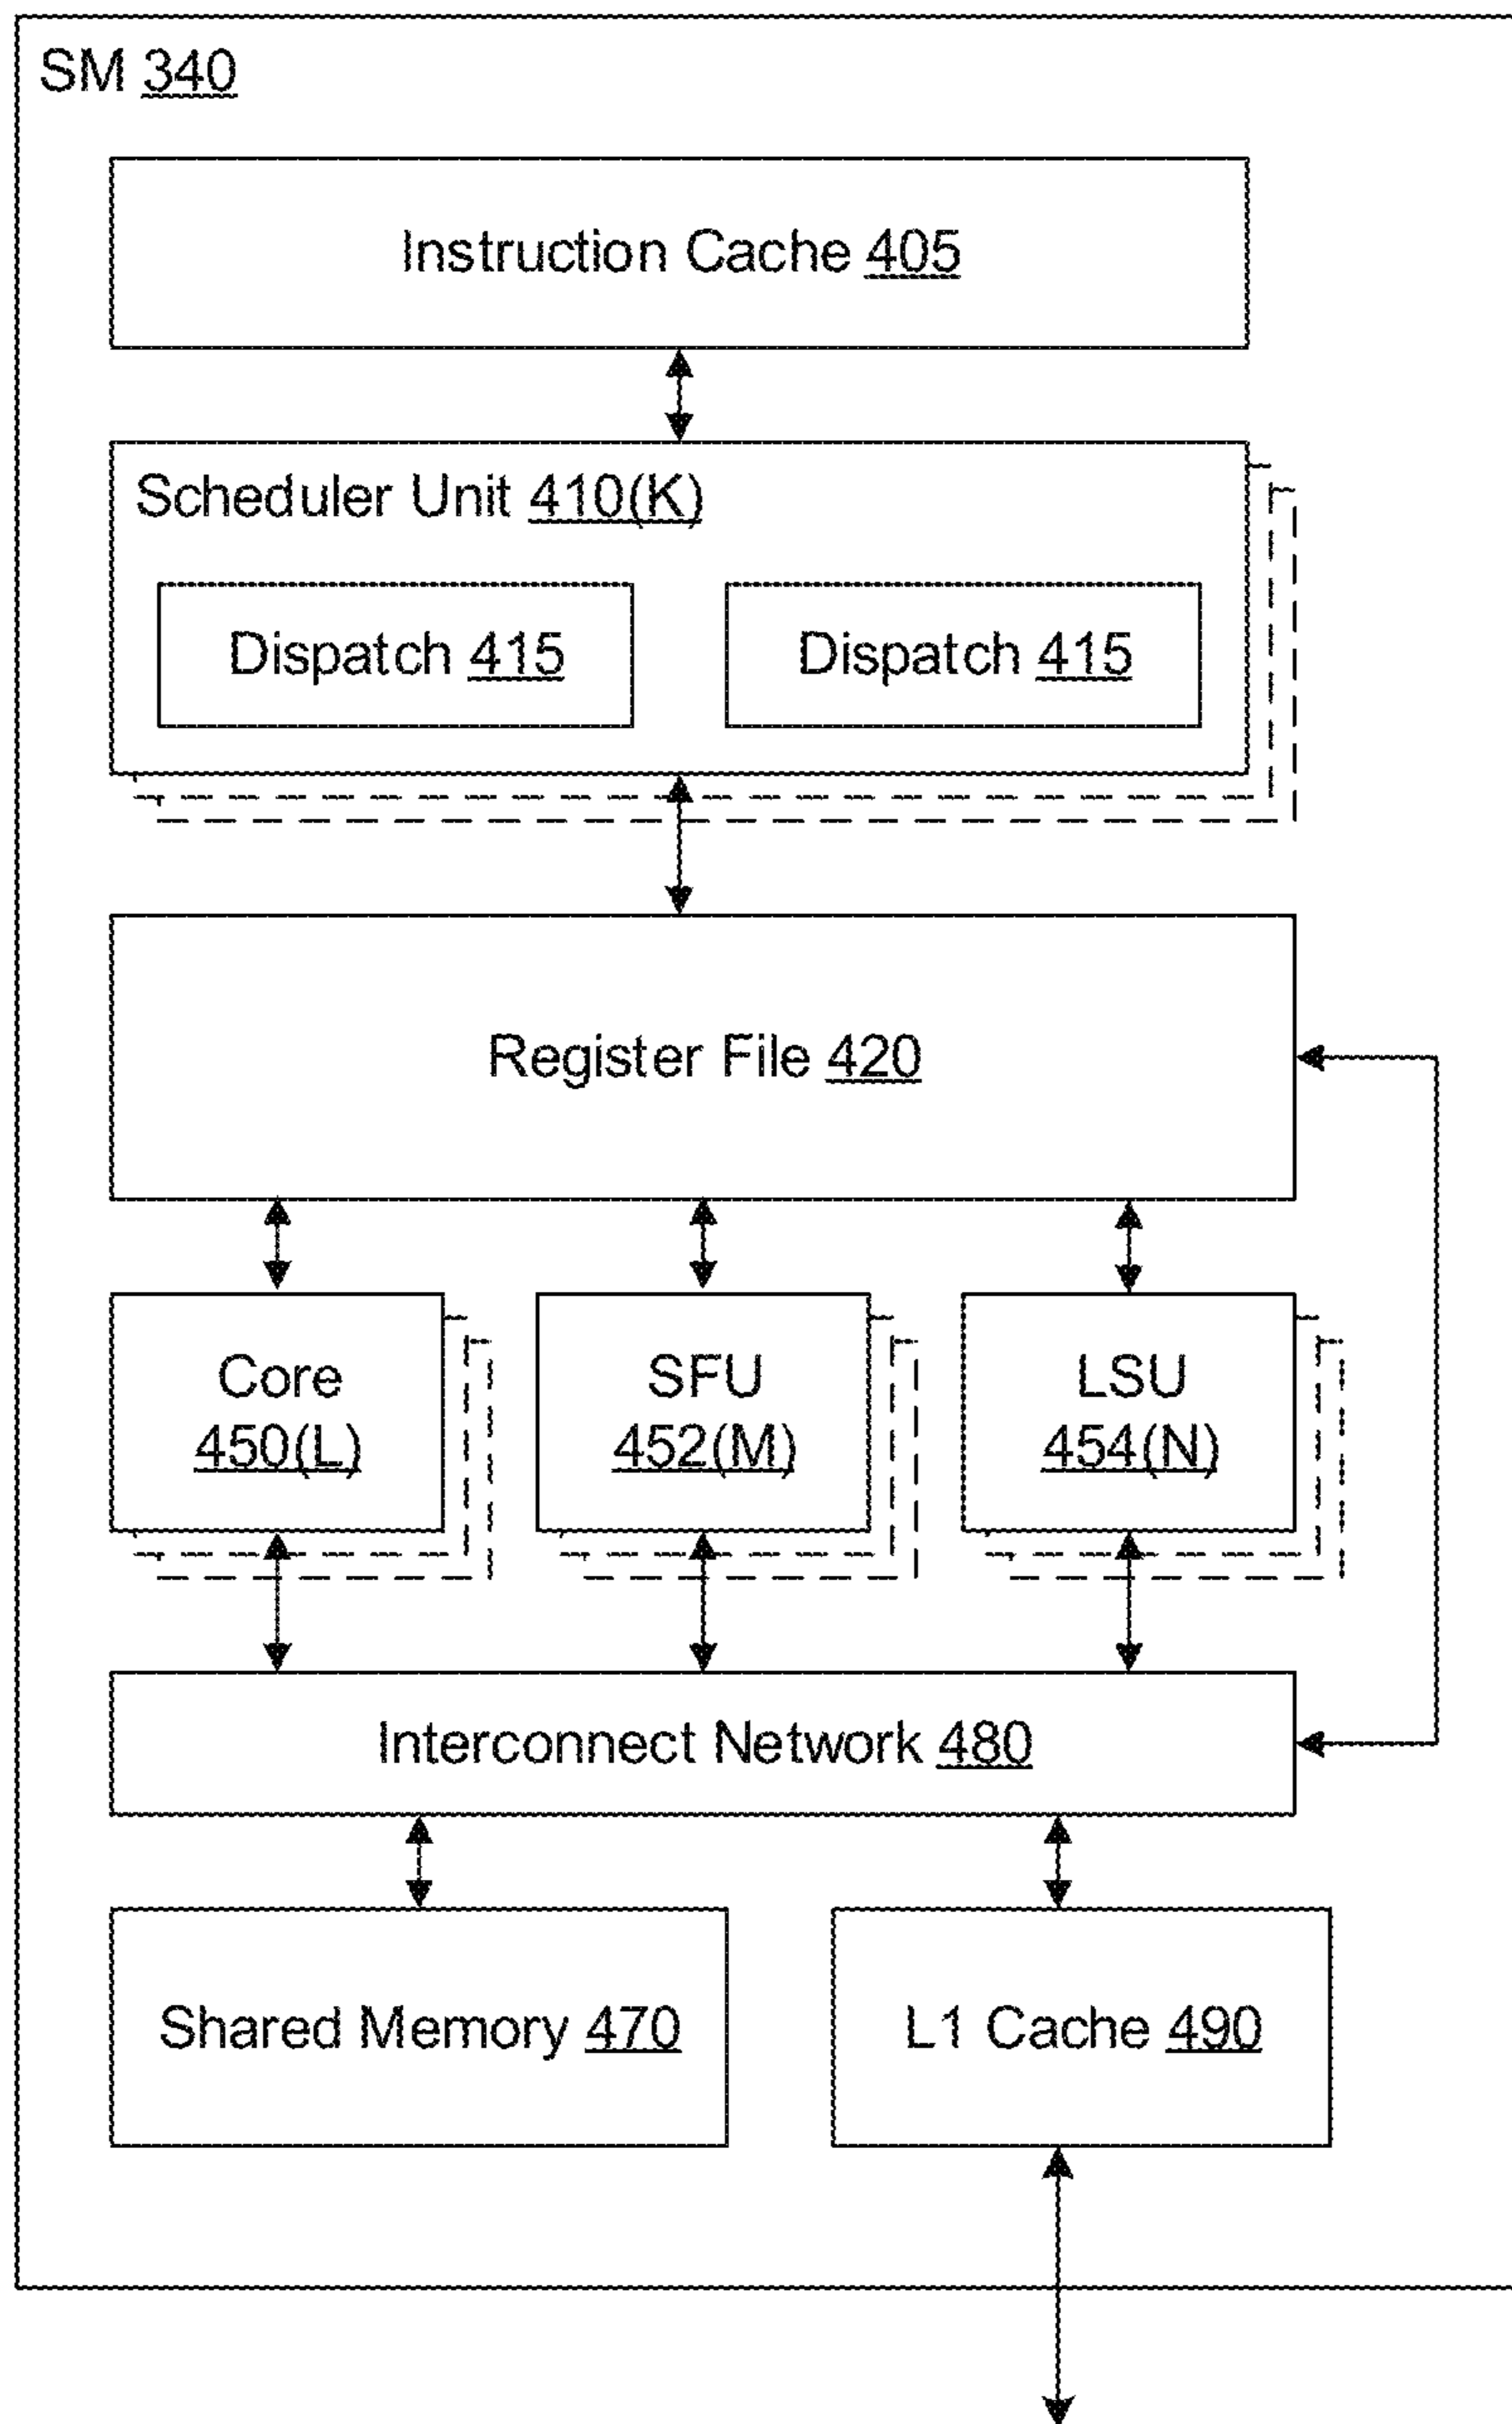 SM 340
Instruction Cache 405
Scheduler Unit 410(K)
Dispatch 415
Dispatch 415
Register File 420
Core
450(L)
SFU
452(M)
LSU
454(N)
Interconnect Network 480
Shared Memory 470
L1 Cache 490